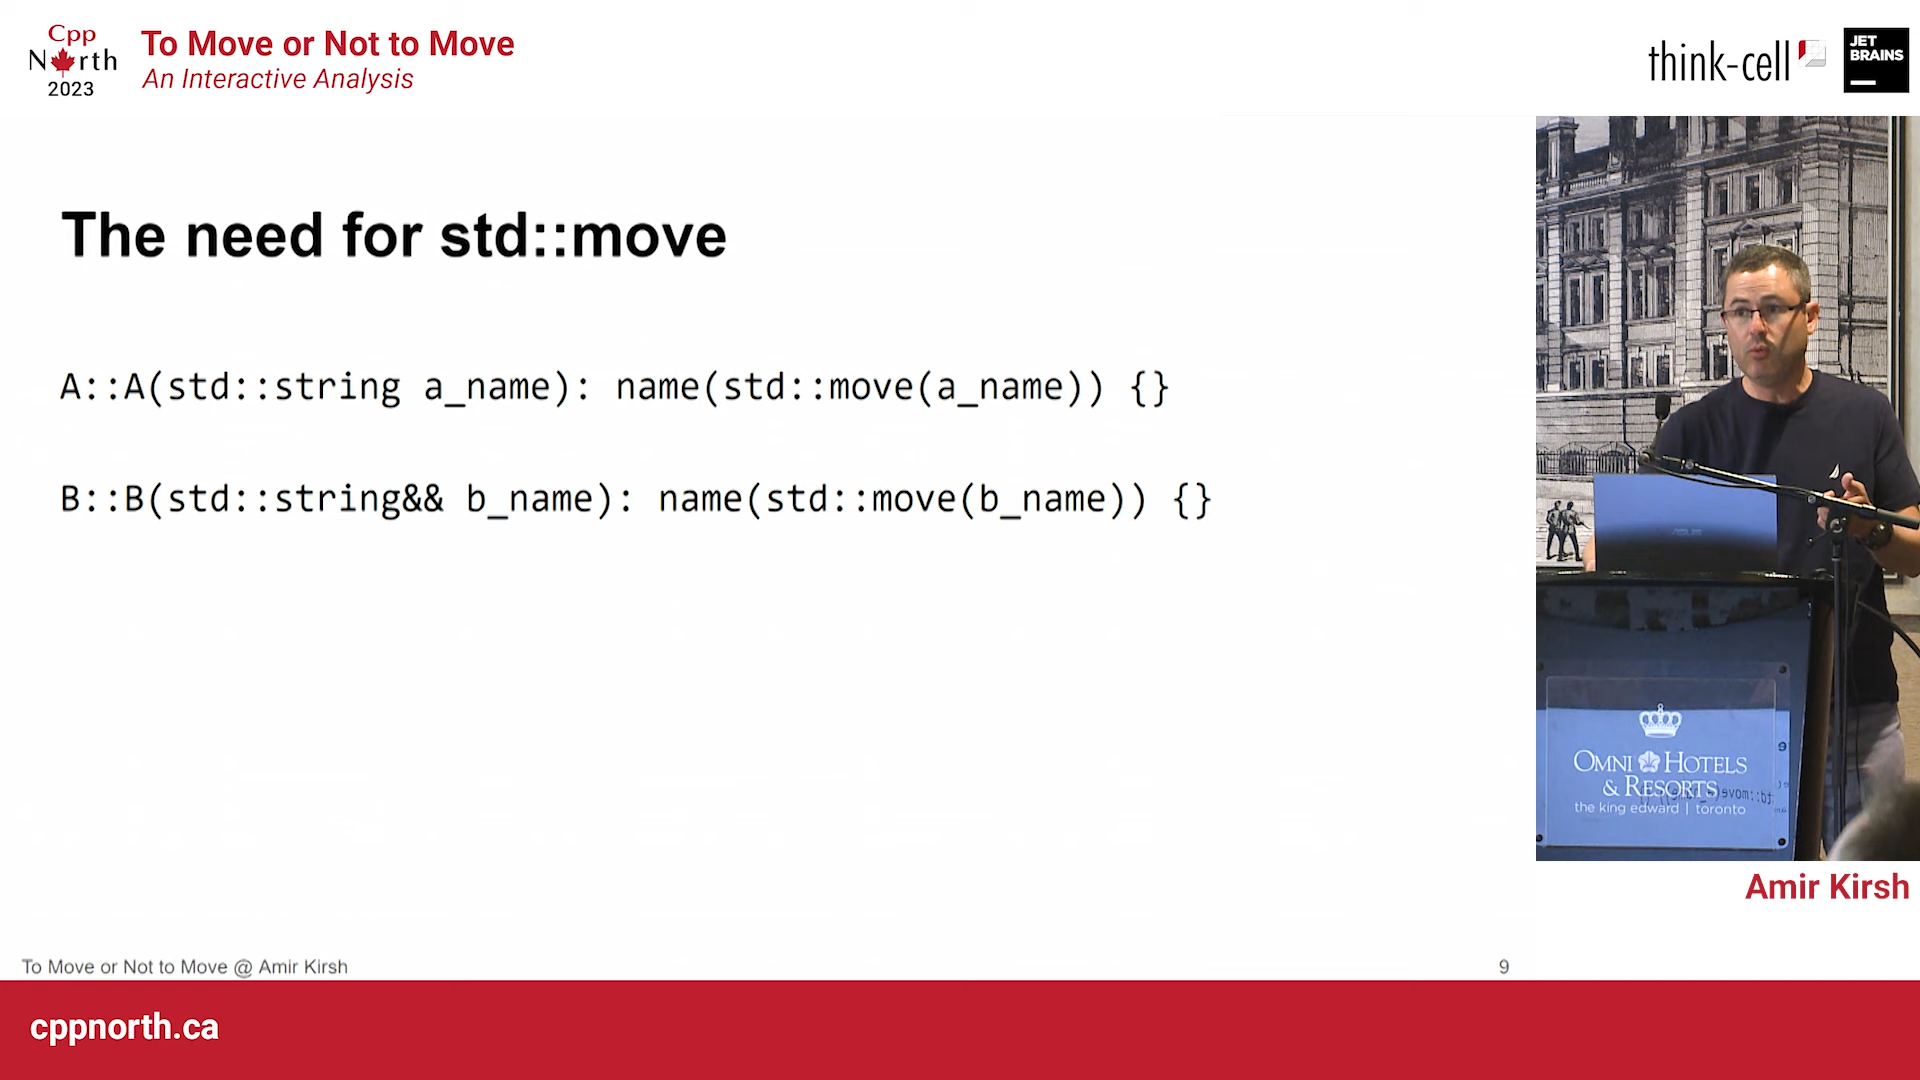 Cpp
North
2023
To Move or Not to Move
An Interactive Analysis
think-cell
JET
BRAINS
The need for std::move
A::A(std::string a_name): name(std::move(a_name)) {}
B::B(std::string&& b_name): name(std::move(b_name)) {}
ASUS
OMNI HOTELS
& RESORTS
the king edward | toronto
Amir Kirsh
To Move or Not to Move @ Amir Kirsh
9
cppnorth.ca